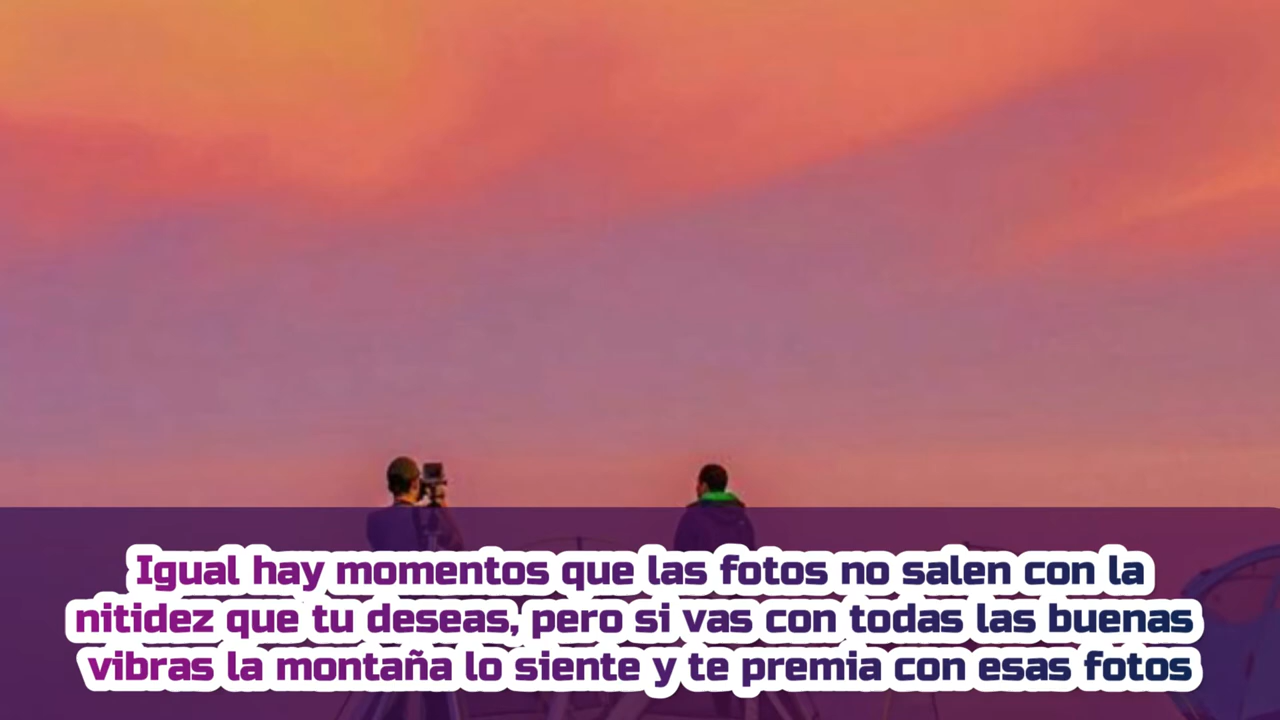 Igual hay momentos que las fotos no salen con la
nitidez que tu deseas, pero si vas con todas las buenas
vibras la montaña lo siente y te premia con esas fotos